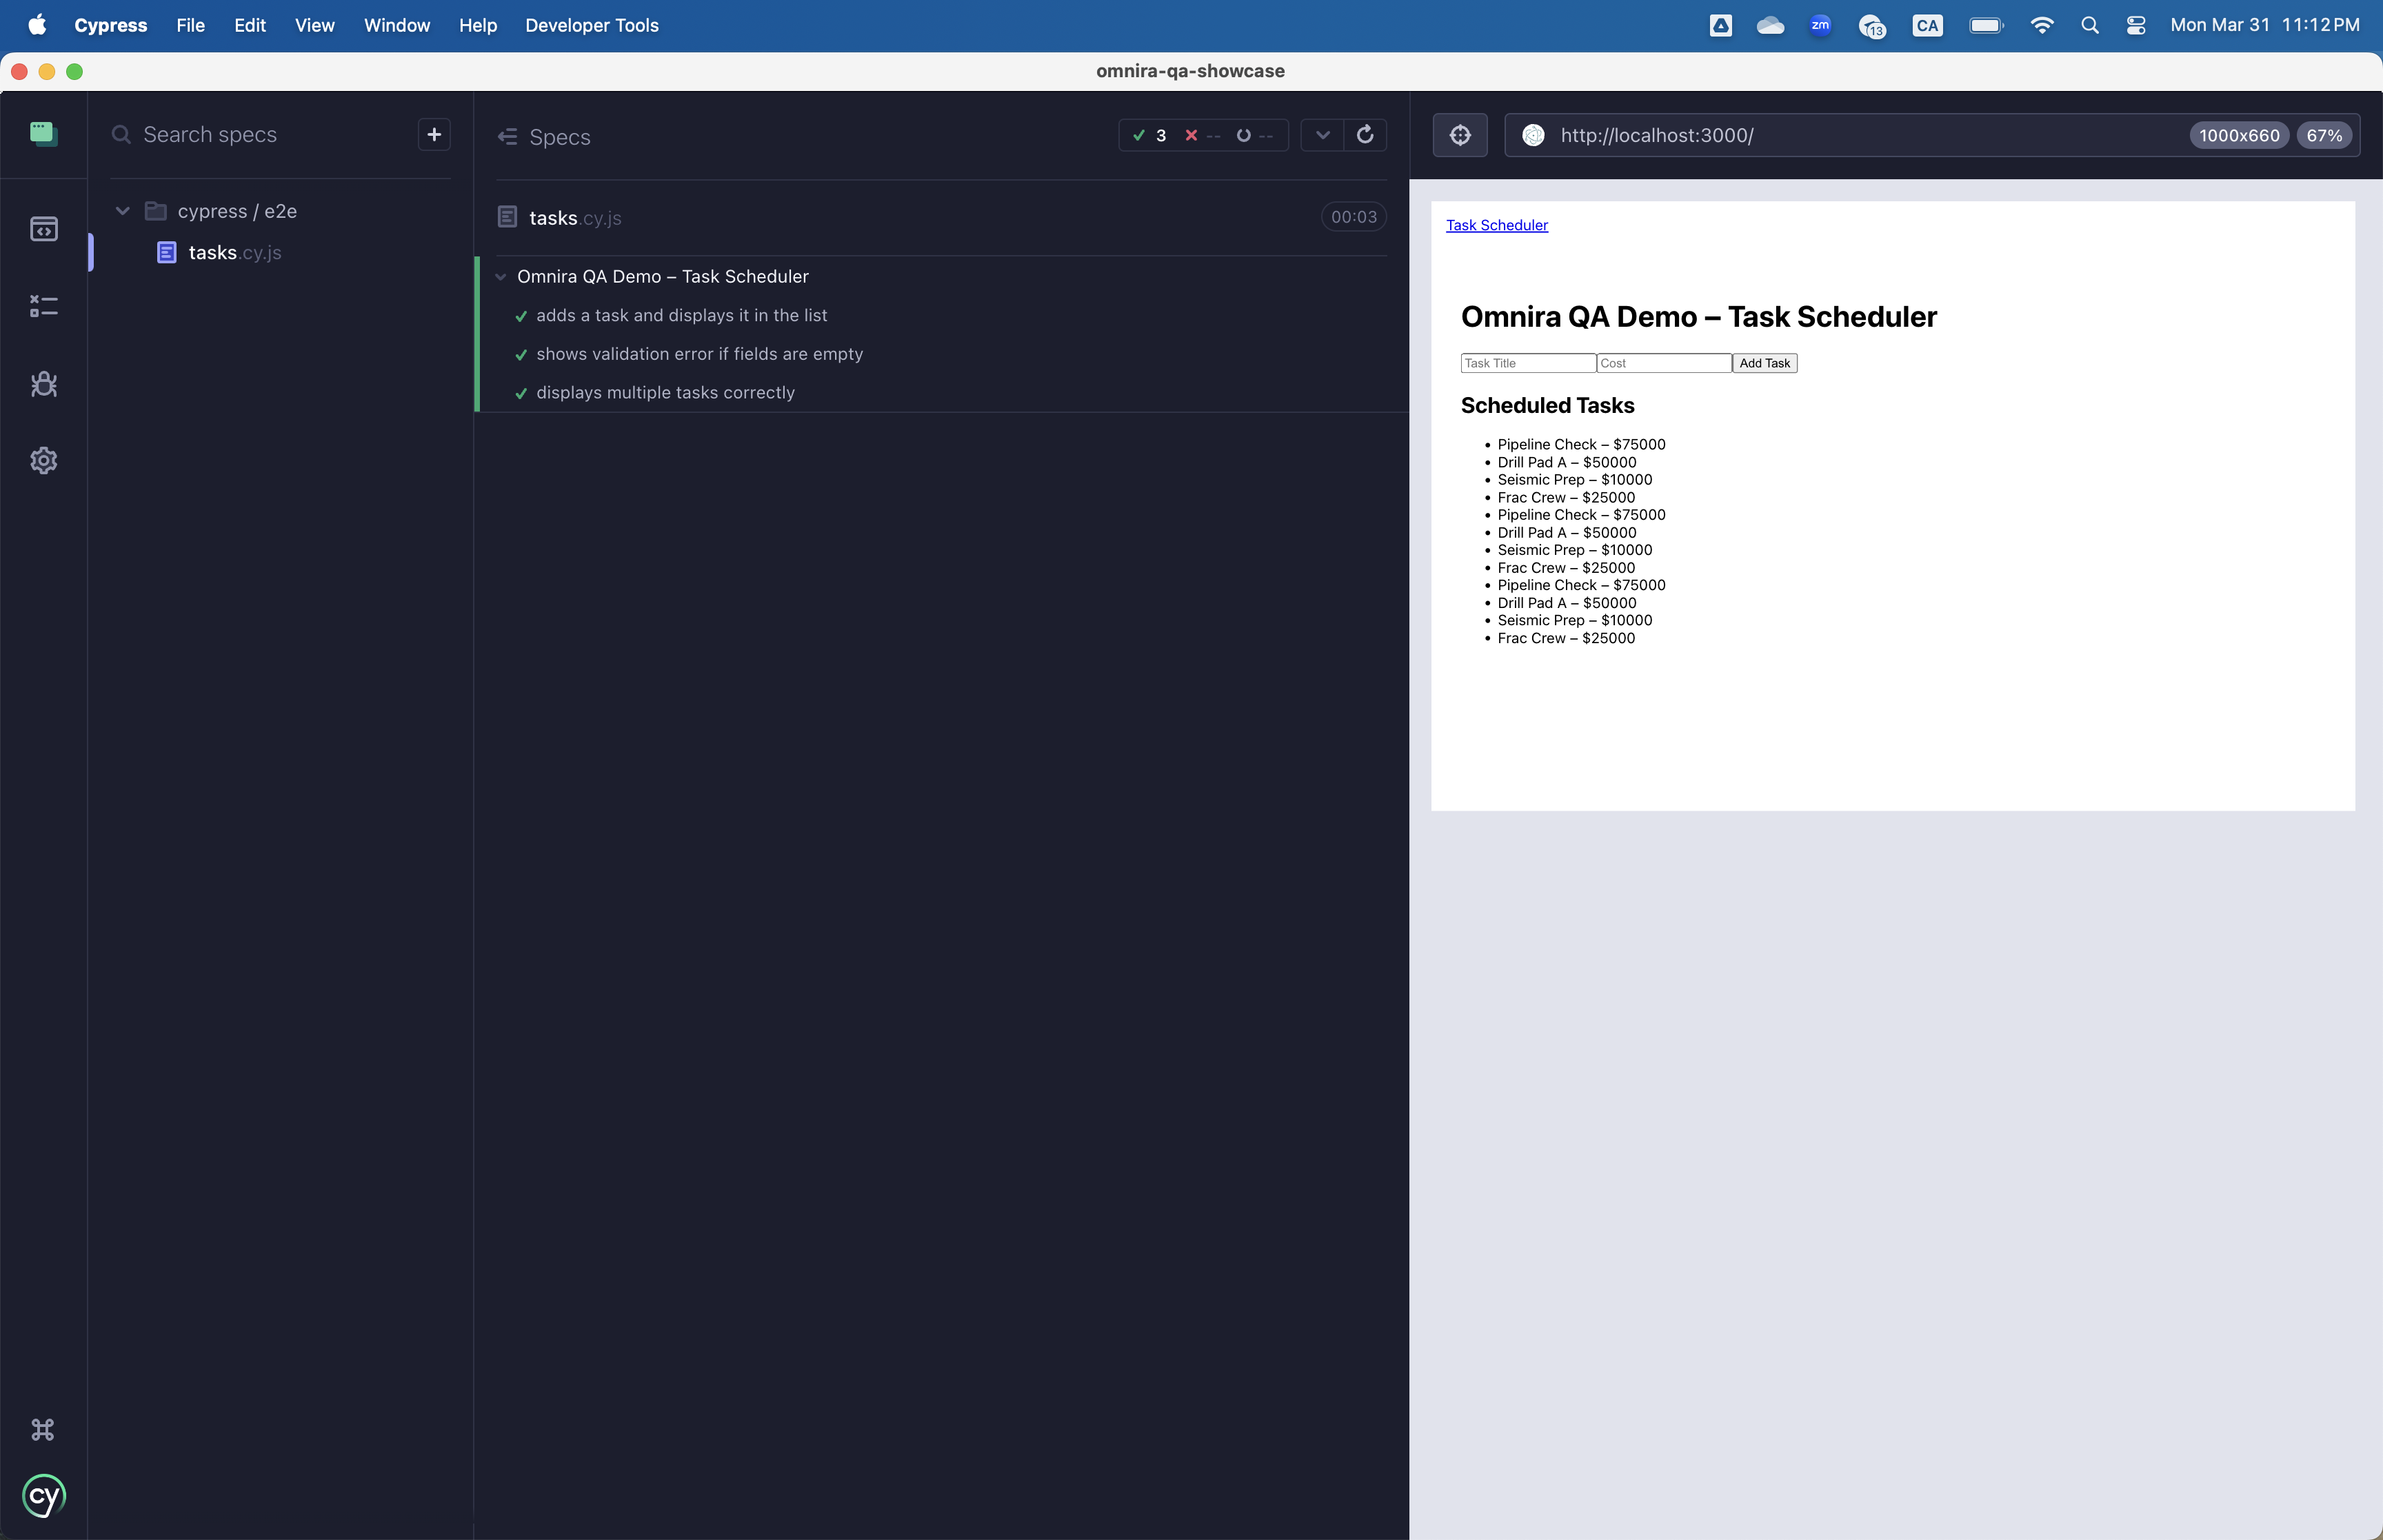 Cypress File Edit View Window Help Developer Tools zm 13 CA Mon Mar 31 11:12 PM
omnira-qa-showcase
Search specs
cypress / e2e
tasks.cy.js
Specs 3 -- --
tasks.cy.js 00:03
Omnira QA Demo – Task Scheduler
adds a task and displays it in the list
shows validation error if fields are empty
displays multiple tasks correctly
http://localhost:3000/ 1000x660 67%
Task Scheduler
Omnira QA Demo – Task Scheduler
Task Title Cost Add Task
Scheduled Tasks
• Pipeline Check – $75000
• Drill Pad A – $50000
• Seismic Prep – $10000
• Frac Crew – $25000
• Pipeline Check – $75000
• Drill Pad A – $50000
• Seismic Prep – $10000
• Frac Crew – $25000
• Pipeline Check – $75000
• Drill Pad A – $50000
• Seismic Prep – $10000
• Frac Crew – $25000
cy